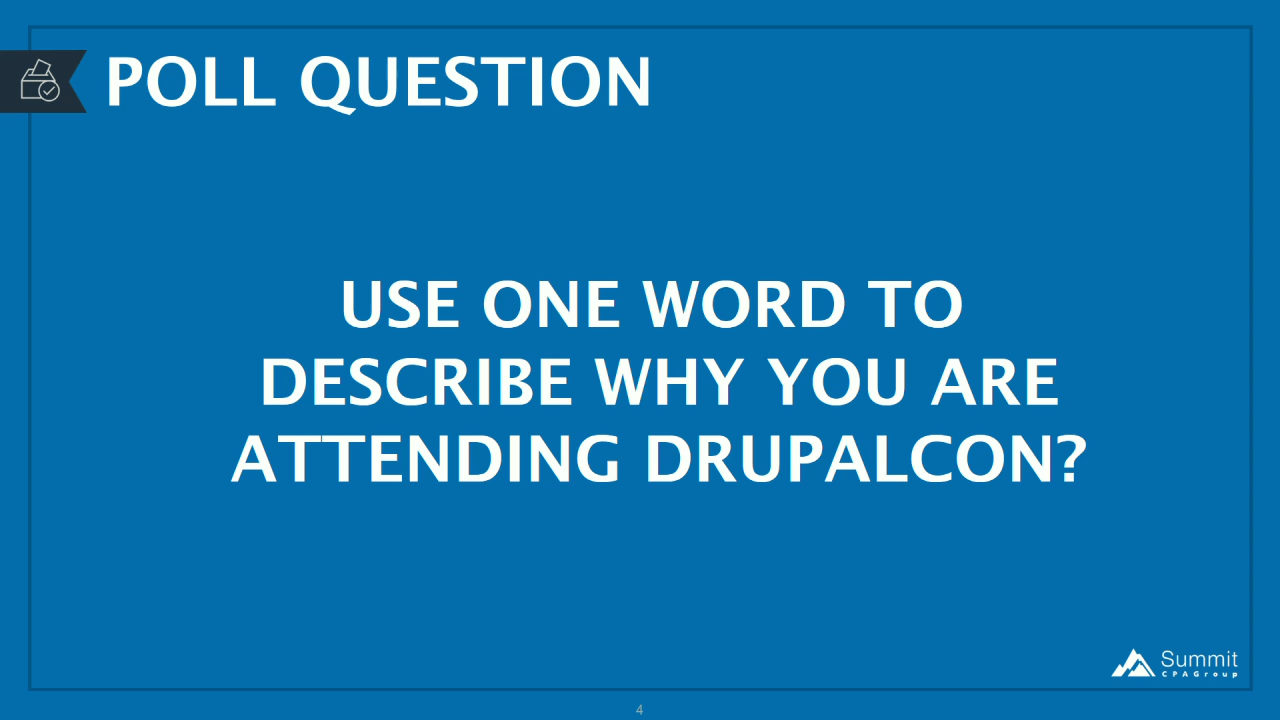 POLL QUESTION
USE ONE WORD TO
DESCRIBE WHY YOU ARE
ATTENDING DRUPALCON?
Summit
CPAGroup
4